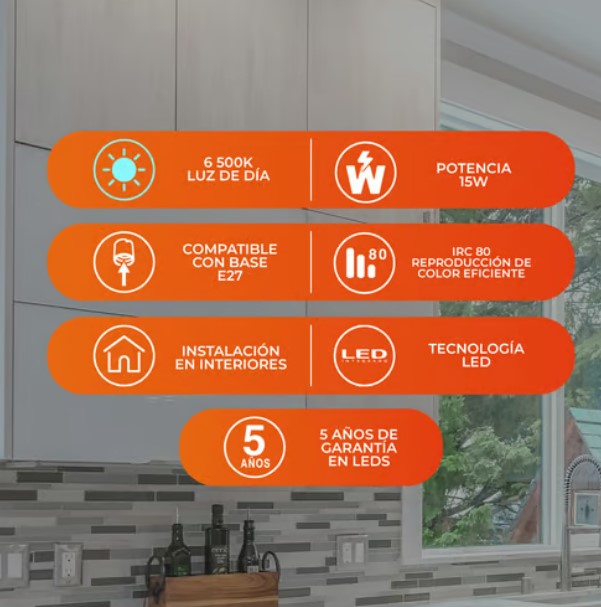 6 500K
LUZ DE DÍA
W
POTENCIA
15W
COMPATIBLE
CON BASE
E27
80
IRC 80
REPRODUCCIÓN DE
COLOR EFICIENTE
INSTALACIÓN
EN INTERIORES
LED
TECNOLOGÍA
LED
5
AÑOS
5 AÑOS DE
GARANTÍA
EN LEDS